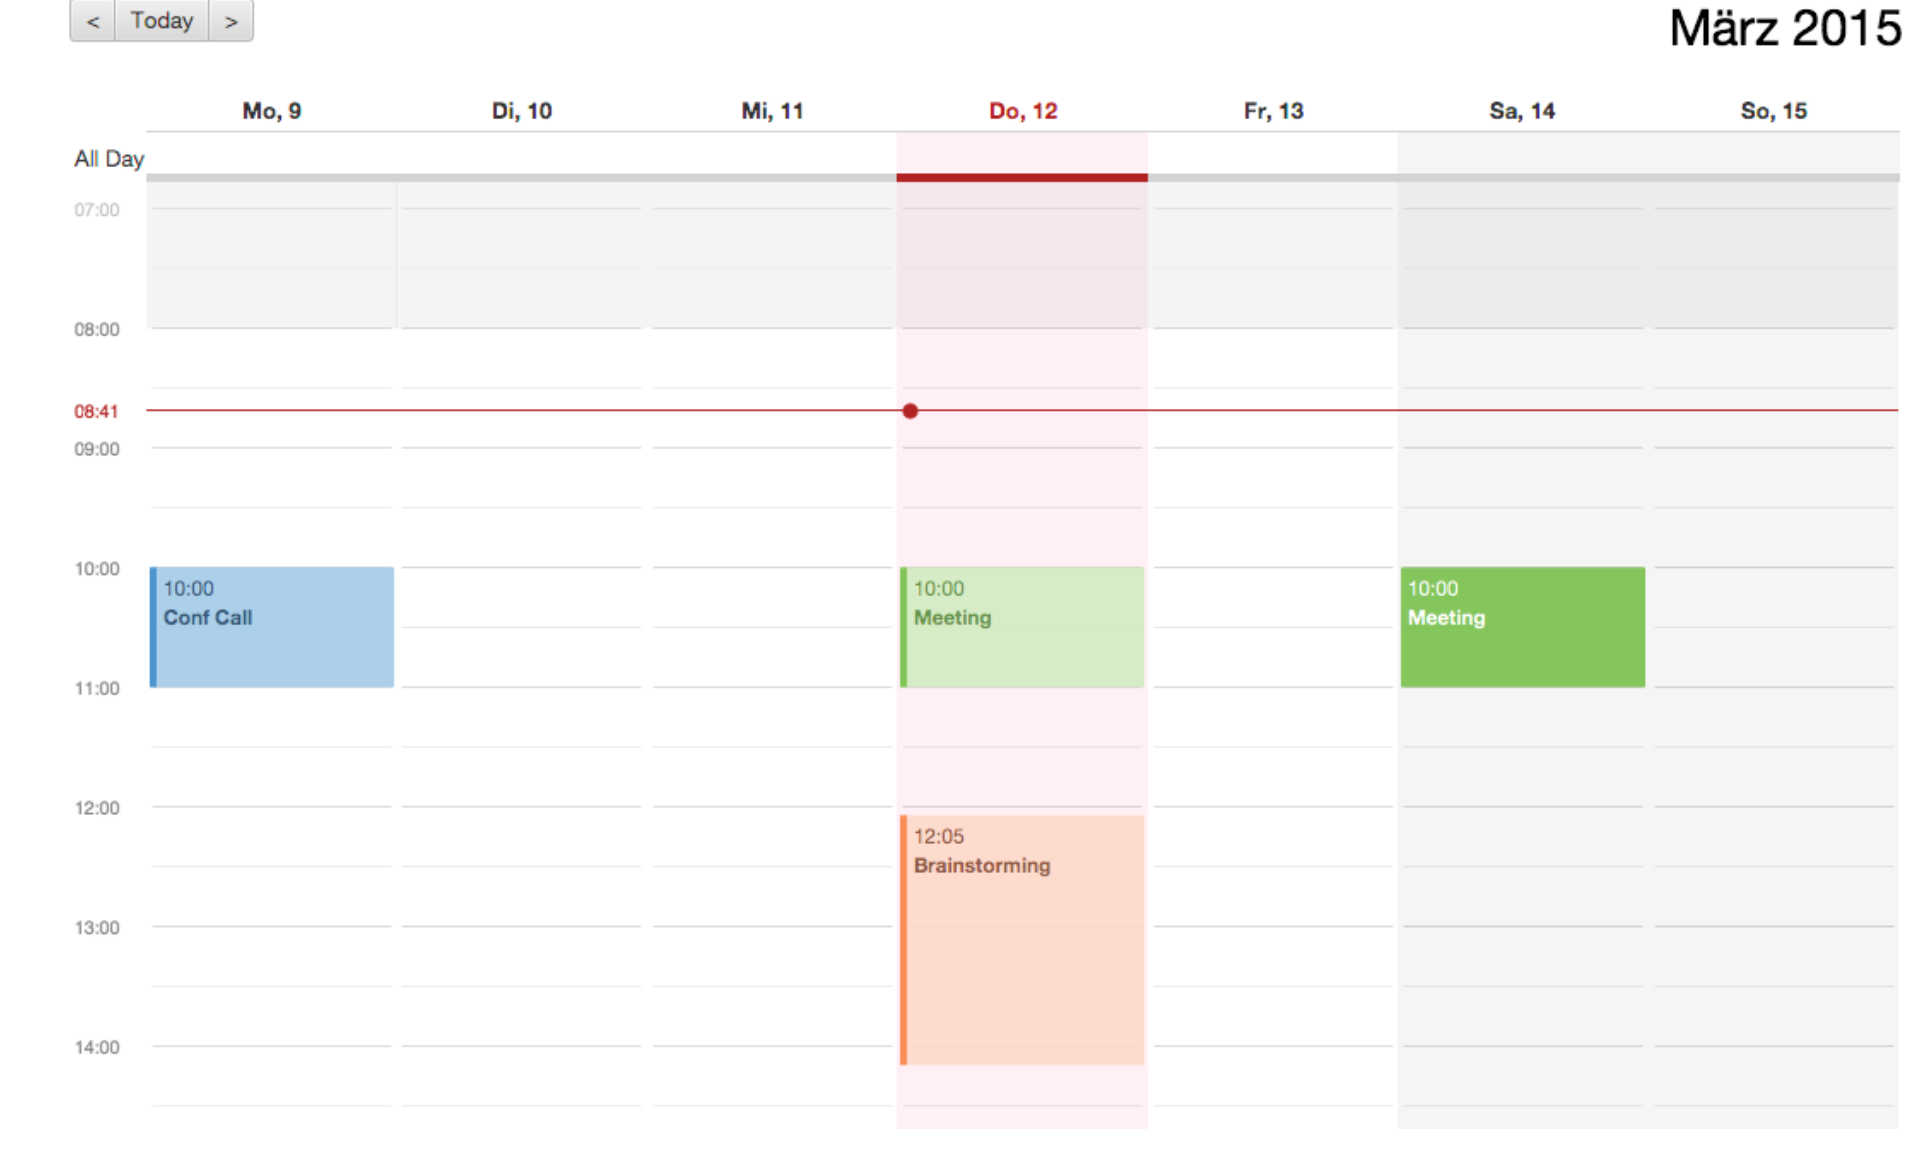 < Today >
März 2015
Mo, 9 Di, 10 Mi, 11 Do, 12 Fr, 13 Sa, 14 So, 15
All Day
07:00
08:00
08:41
09:00
10:00
10:00
Conf Call
10:00
Meeting
10:00
Meeting
11:00
12:00
12:05
Brainstorming
13:00
14:00